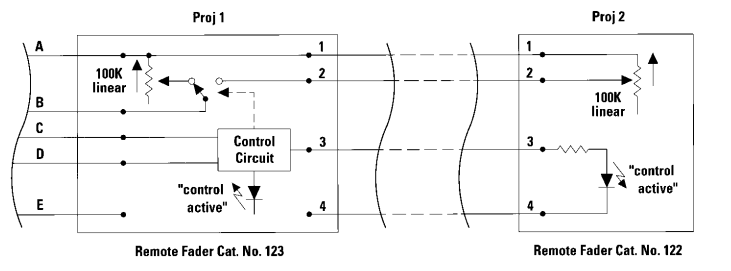 Proj 1
Proj 2
A
1
1
100K
linear
2
2
100K
linear
B
C
D
Control
Circuit
3
3
"control
active"
"control
active"
E
4
4
Remote Fader Cat. No. 123
Remote Fader Cat. No. 122